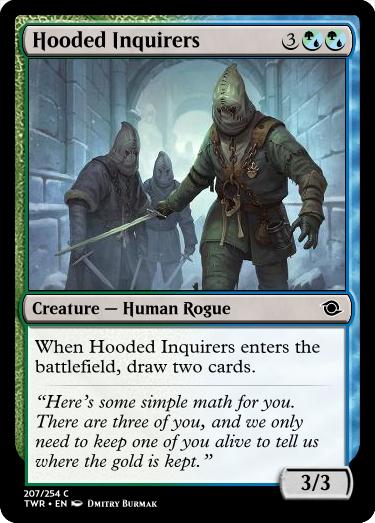 Hooded Inquirers 3
Creature — Human Rogue
When Hooded Inquirers enters the
battlefield, draw two cards.
“Here’s some simple math for you.
There are three of you, and we only
need to keep one of you alive to tell us
where the gold is kept.”
3/3
207/254 C
TWR • EN Dmitry Burmak